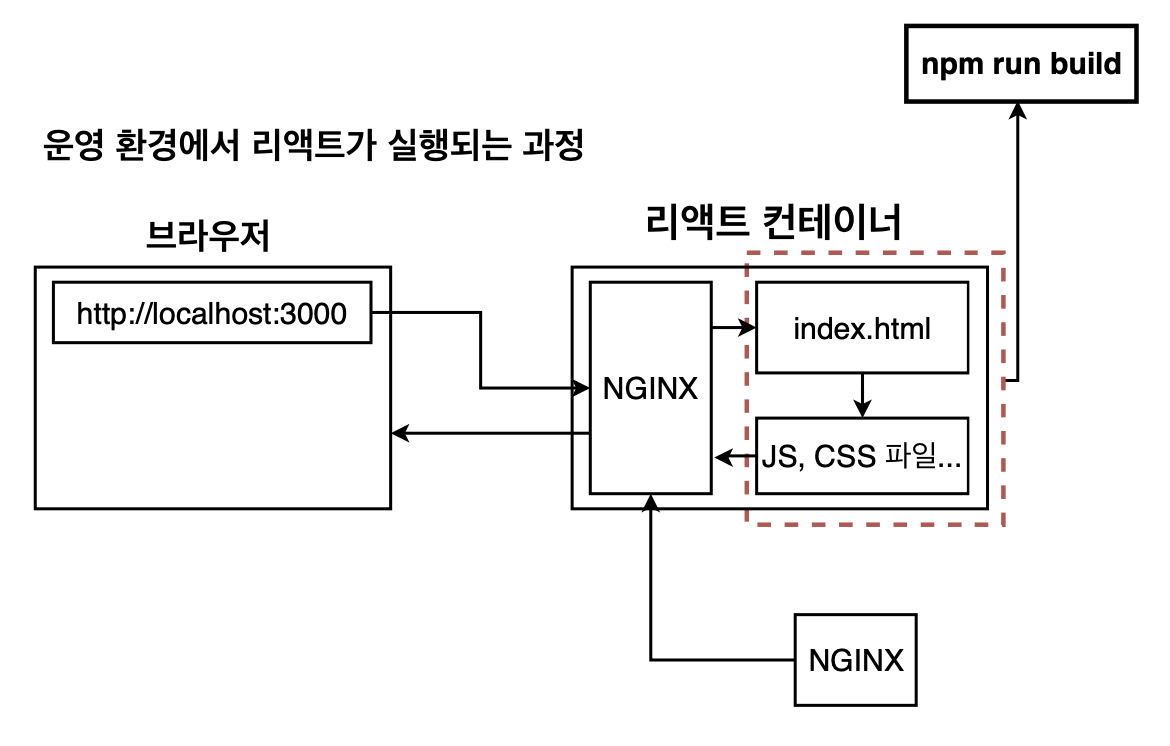 npm run build
운영 환경에서 리액트가 실행되는 과정
브라우저
리액트 컨테이너
http://localhost:3000
NGINX
index.html
JS, CSS 파일...
NGINX